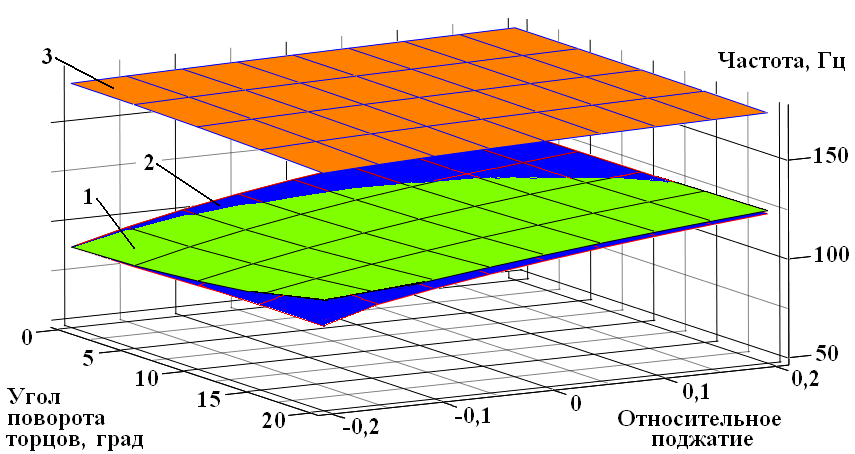 3
Частота, Гц
2
150
1
100
0
5
50
10
0,2
Угол
15
0,1
поворота
20
0
Относительное
торцов, град
-0,2
-0,1
поджатие